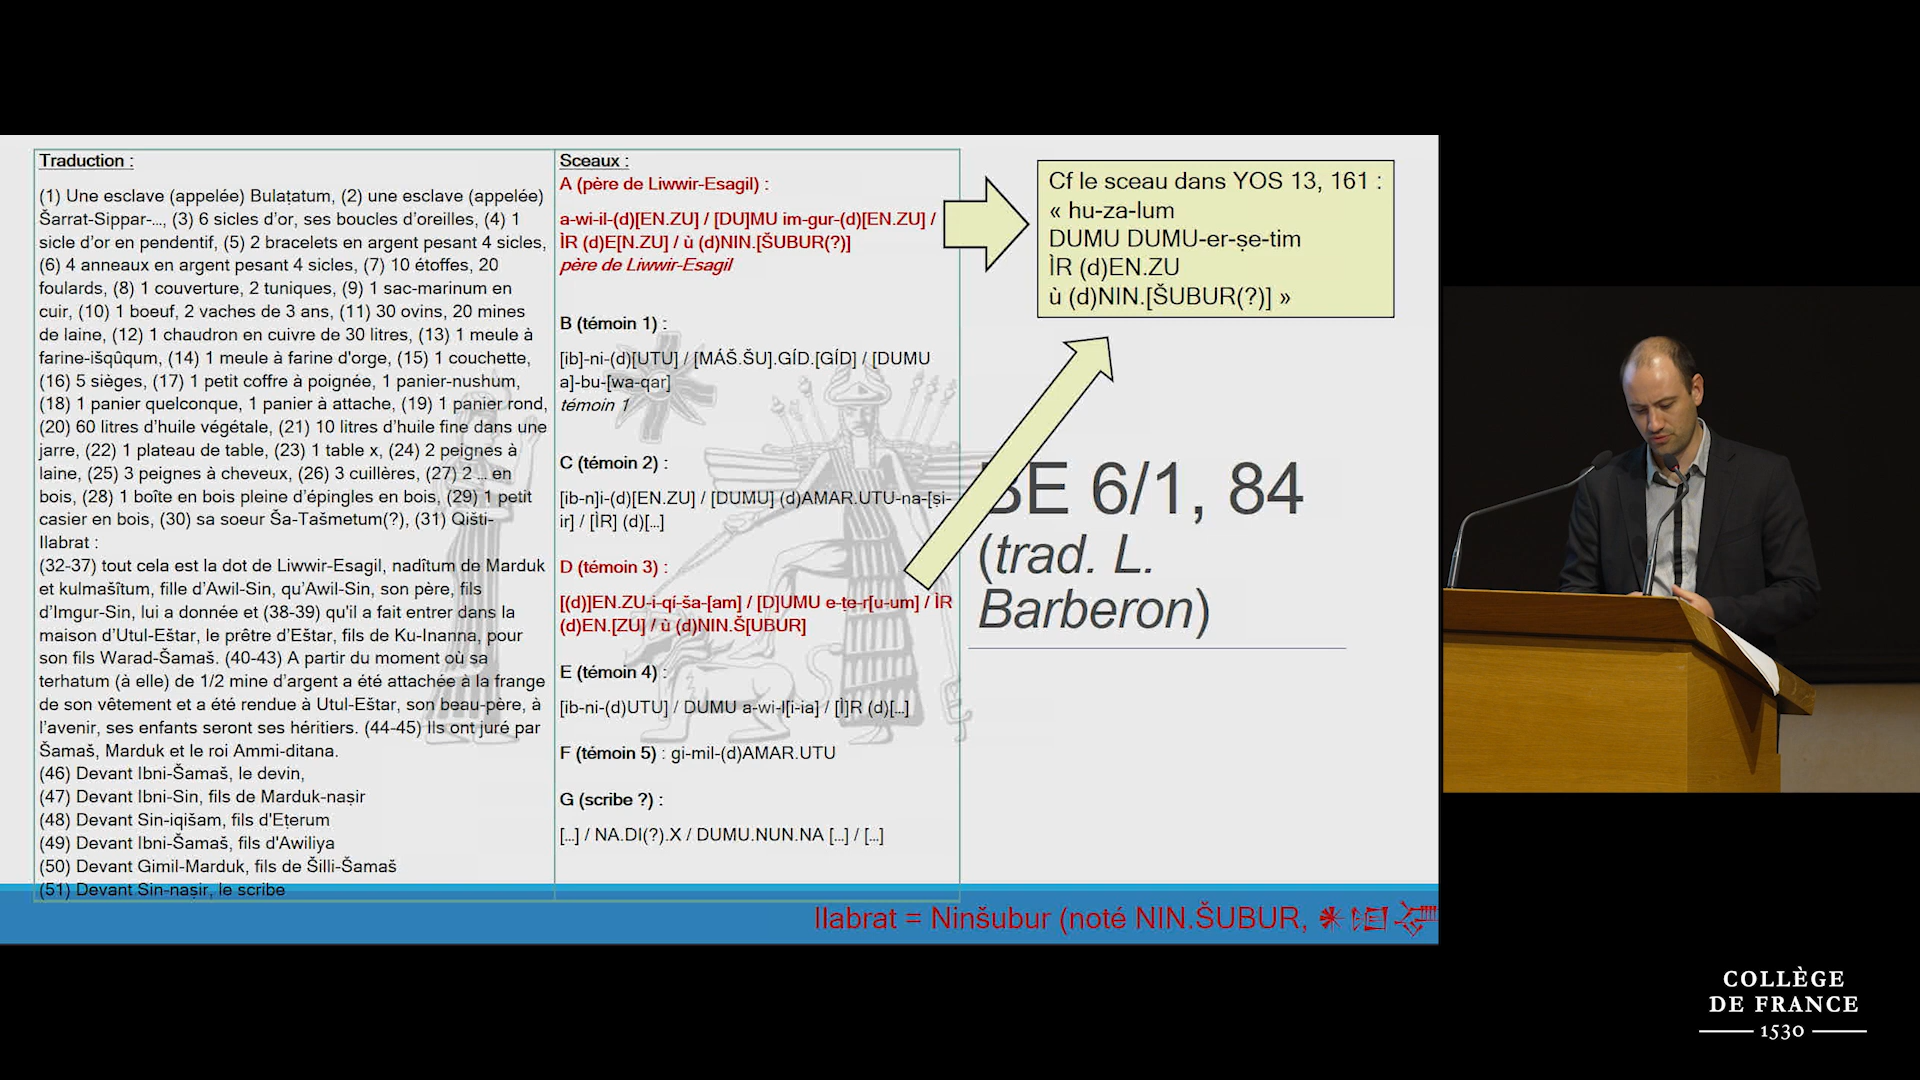 Traduction :
(1) Une esclave (appelée) Bulaṭatum, (2) une esclave (appelée)
Šarrat-Sippar-..., (3) 6 sicles d’or, ses boucles d’oreilles, (4) 1
sicle d’or en pendentif, (5) 2 bracelets en argent pesant 4 sicles,
(6) 4 anneaux en argent pesant 4 sicles, (7) 10 étoffes, 20
foulards, (8) 1 couverture, 2 tuniques, (9) 1 sac-marinum en
cuir, (10) 1 boeuf, 2 vaches de 3 ans, (11) 30 ovins, 20 mines
de laine, (12) 1 chaudron en cuivre de 30 litres, (13) 1 meule à
farine-išqûqum, (14) 1 meule à farine d'orge, (15) 1 couchette,
(16) 5 sièges, (17) 1 petit coffre à poignée, 1 panier-nushum,
(18) 1 panier quelconque, 1 panier à attache, (19) 1 panier rond,
(20) 60 litres d’huile végétale, (21) 10 litres d’huile fine dans une
jarre, (22) 1 plateau de table, (23) 1 table x, (24) 2 peignes à
laine, (25) 3 peignes à cheveux, (26) 3 cuillères, (27) 2 ... en
bois, (28) 1 boîte en bois pleine d’épingles en bois, (29) 1 petit
casier en bois, (30) sa soeur Ša-Tašmetum(?), (31) Qišti-
Ilabrat :
(32-37) tout cela est la dot de Liwwir-Esagil, nadîtum de Marduk
et kulmašîtum, fille d’Awil-Sin, qu’Awil-Sin, son père, fils
d’Imgur-Sin, lui a donnée et (38-39) qu'il a fait entrer dans la
maison d’Utul-Eštar, le prêtre d’Eštar, fils de Ku-Inanna, pour
son fils Warad-Šamaš. (40-43) A partir du moment où sa
terhatum (à elle) de 1/2 mine d’argent a été attachée à la frange
de son vêtement et a été rendue à Utul-Eštar, son beau-père, à
l’avenir, ses enfants seront ses héritiers. (44-45) Ils ont juré par
Šamaš, Marduk et le roi Ammi-ditana.
(46) Devant Ibni-Šamaš, le devin,
(47) Devant Ibni-Sin, fils de Marduk-naṣir
(48) Devant Sin-iqišam, fils d'Eṭerum
(49) Devant Ibni-Šamaš, fils d'Awiliya
(50) Devant Gimil-Marduk, fils de Šilli-Šamaš
(51) Devant Sin-naṣir, le scribe
Sceaux :
A (père de Liwwir-Esagil) :
a-wi-il-(d)[EN.ZU] / [DU]MU im-gur-(d)[EN.ZU] /
ÌR (d)E[N.ZU] / ù (d)NIN.[ŠUBUR(?)]
père de Liwwir-Esagil
B (témoin 1) :
[ib]-ni-(d)[UTU] / [MÁŠ.ŠU].GÍD.[GÍD] / [DUMU
a]-bu-[wa-qar]
témoin 1
C (témoin 2) :
[ib-n]i-(d)[EN.ZU] / [DUMU] (d)AMAR.UTU-na-[ṣi-
ir] / [ÌR] (d)[...]
D (témoin 3) :
[(d)]EN.ZU-i-qí-ša-[am] / [D]UMU e-ṭe-r[u-um] / ÌR
(d)EN.[ZU] / ù (d)NIN.Š[UBUR]
E (témoin 4) :
[ib-ni-(d)UTU] / DUMU a-wi-l[i-ia] / [Ì]R (d)[...]
F (témoin 5) : gi-mil-(d)AMAR.UTU
G (scribe ?) :
[...] / NA.DI(?).X / DUMU.NUN.NA [...] / [...]
Cf le sceau dans YOS 13, 161 :
« hu-za-lum
DUMU DUMU-er-ṣe-tim
ÌR (d)EN.ZU
ù (d)NIN.[ŠUBUR(?)] »
BE 6/1, 84
(trad. L.
Barberon)
Ilabrat = Ninšubur (noté NIN.ŠUBUR,
COLLÈGE
DE FRANCE
1530